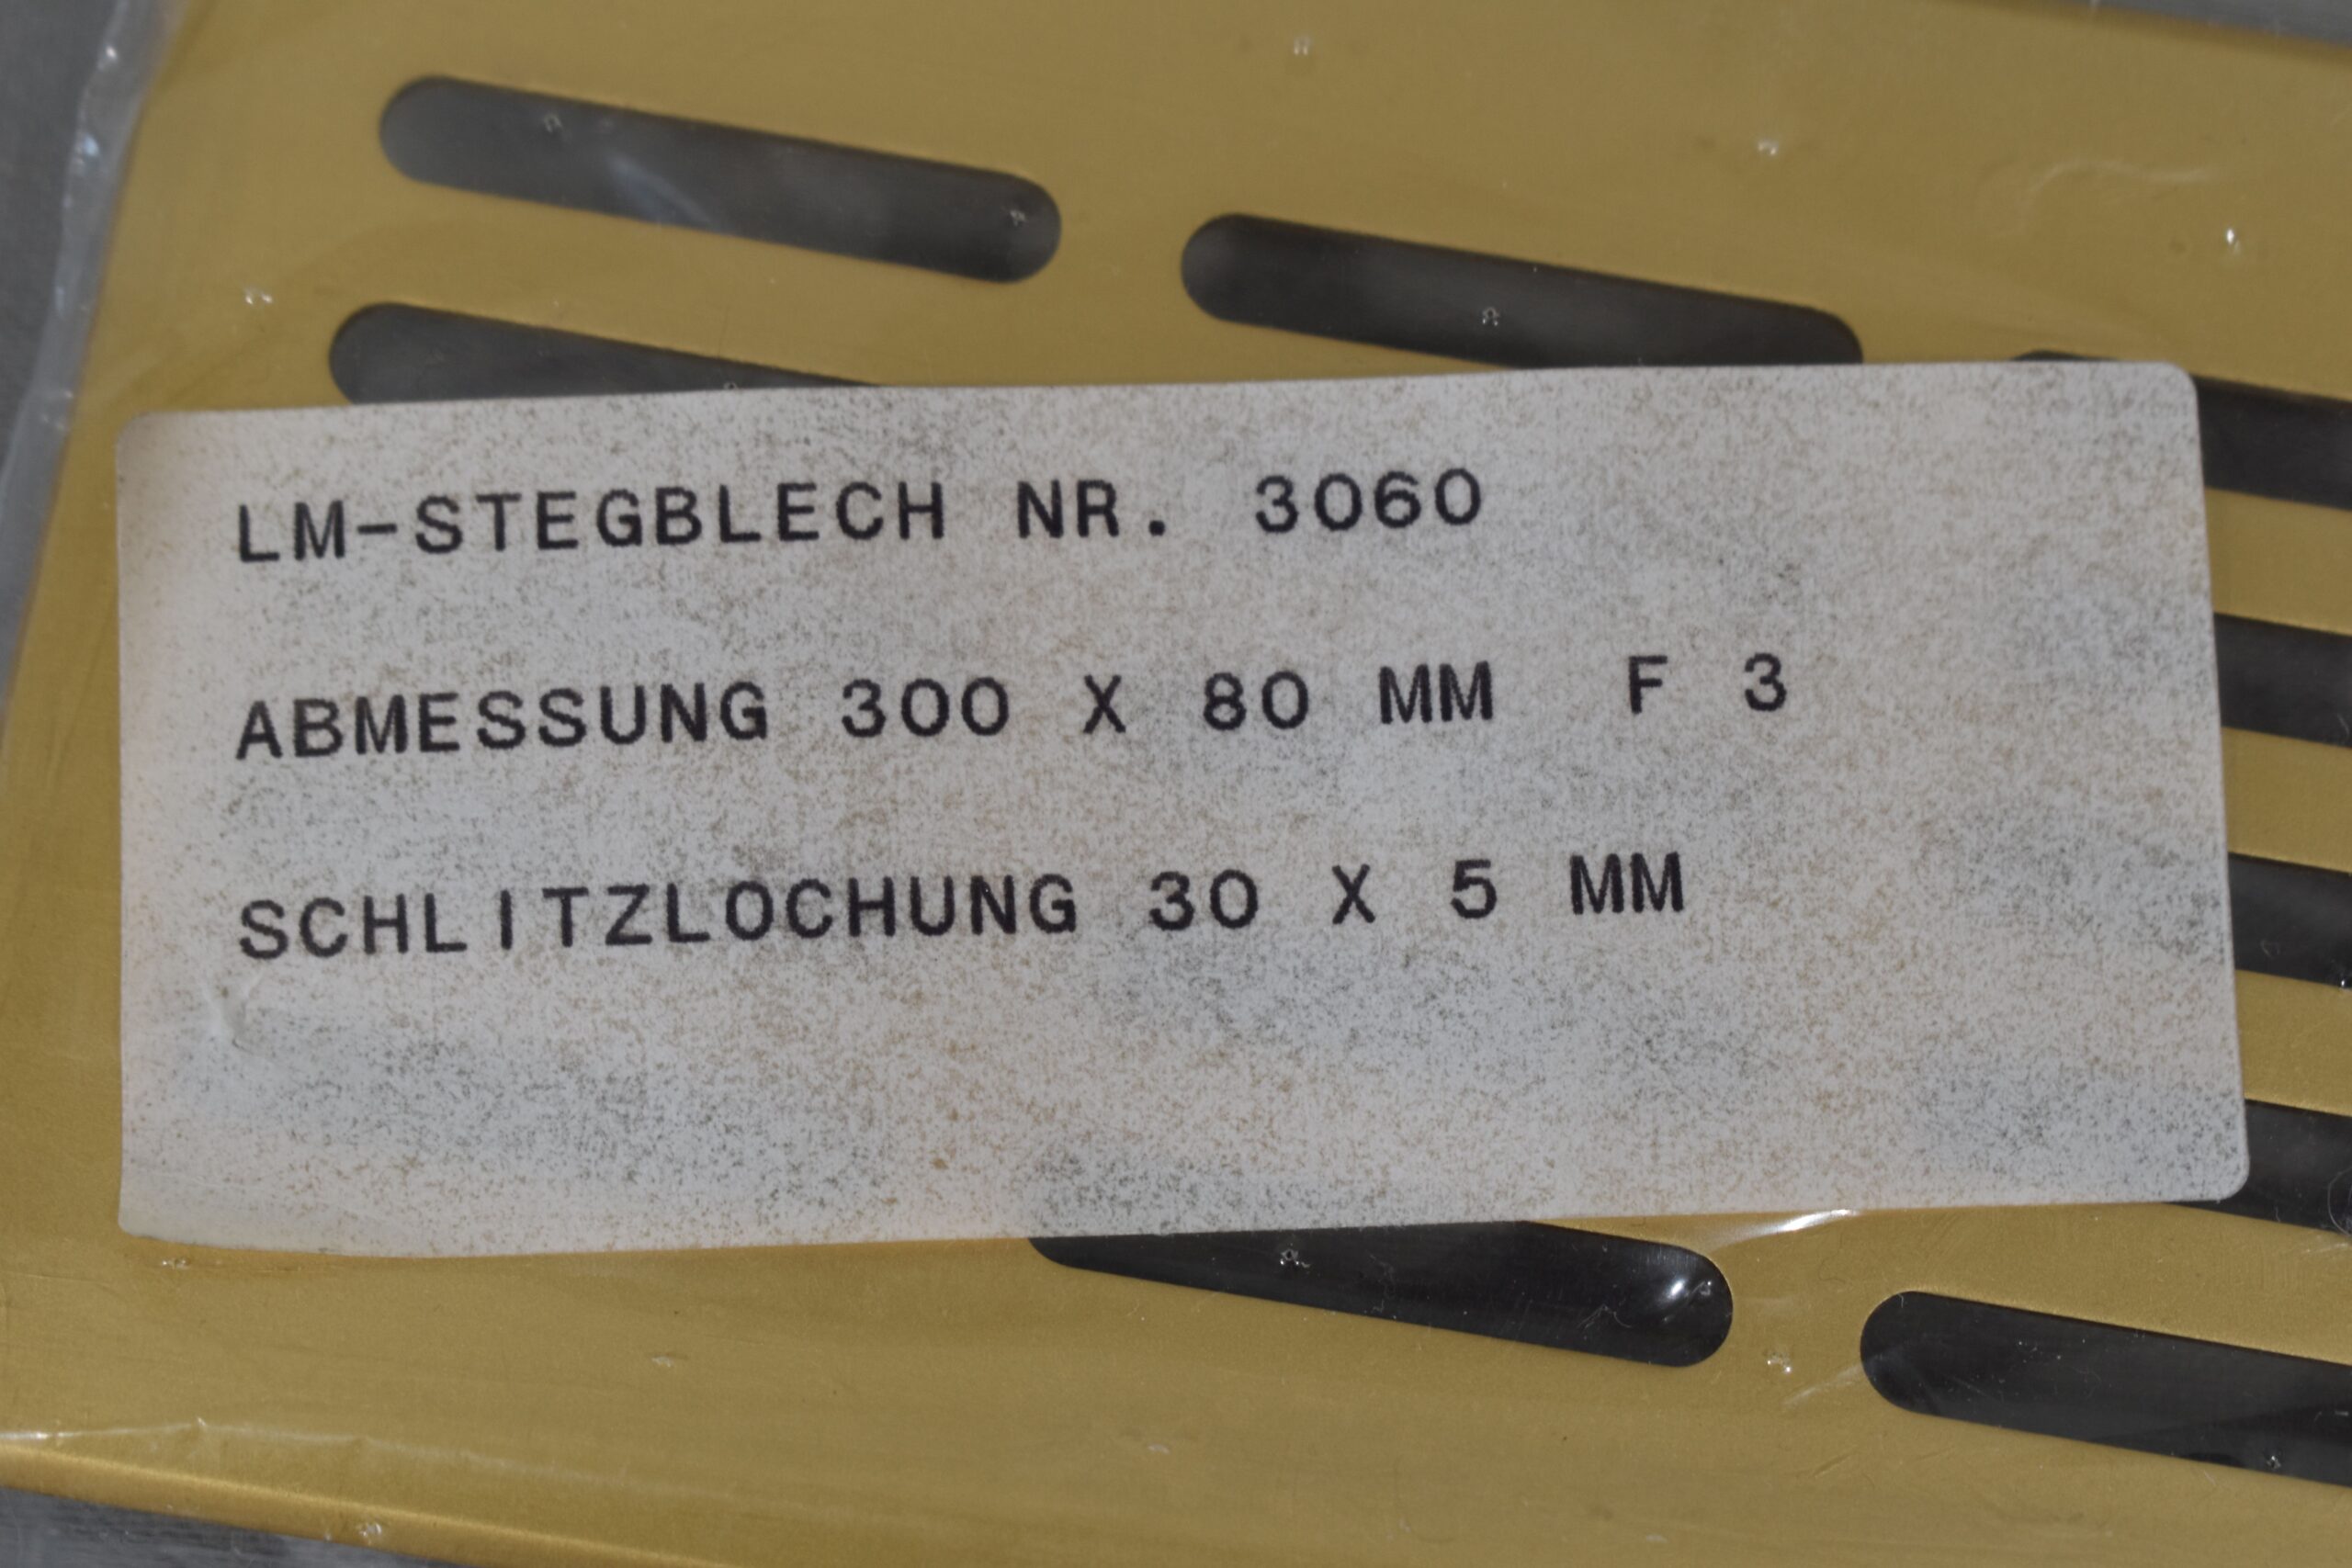 LM-STEGBLECH NR. 3060
ABMESSUNG 300 X 80 MM F 3
SCHLITZLOCHUNG 30 X 5 MM